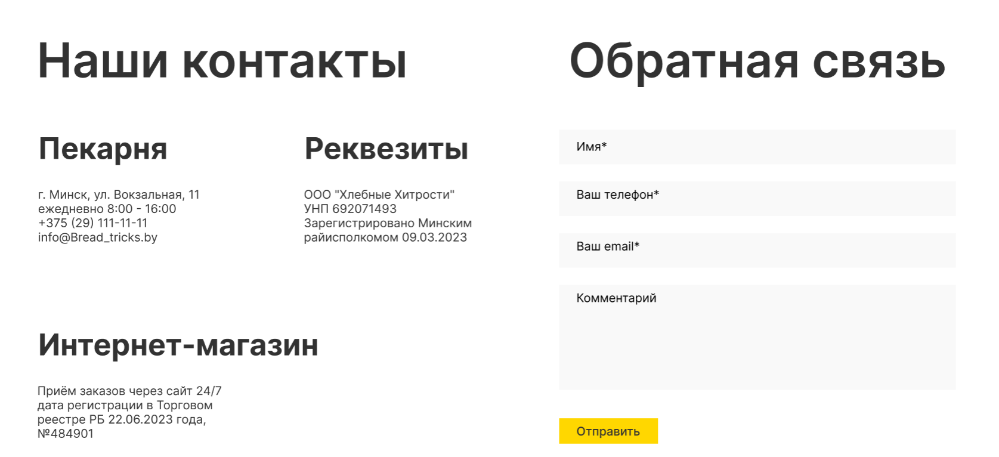 Наши контакты
Пекарня
г. Минск, ул. Вокзальная, 11
ежедневно 8:00 - 16:00
+375 (29) 111-11-11
info@Bread_tricks.by
Реквезиты
ООО "Хлебные Хитрости"
УНП 692071493
Зарегистрировано Минским
райисполкомом 09.03.2023
Интернет-магазин
Приём заказов через сайт 24/7
дата регистрации в Торговом
реестре РБ 22.06.2023 года,
№484901
Обратная связь
Имя*
Ваш телефон*
Ваш email*
Комментарий
Отправить